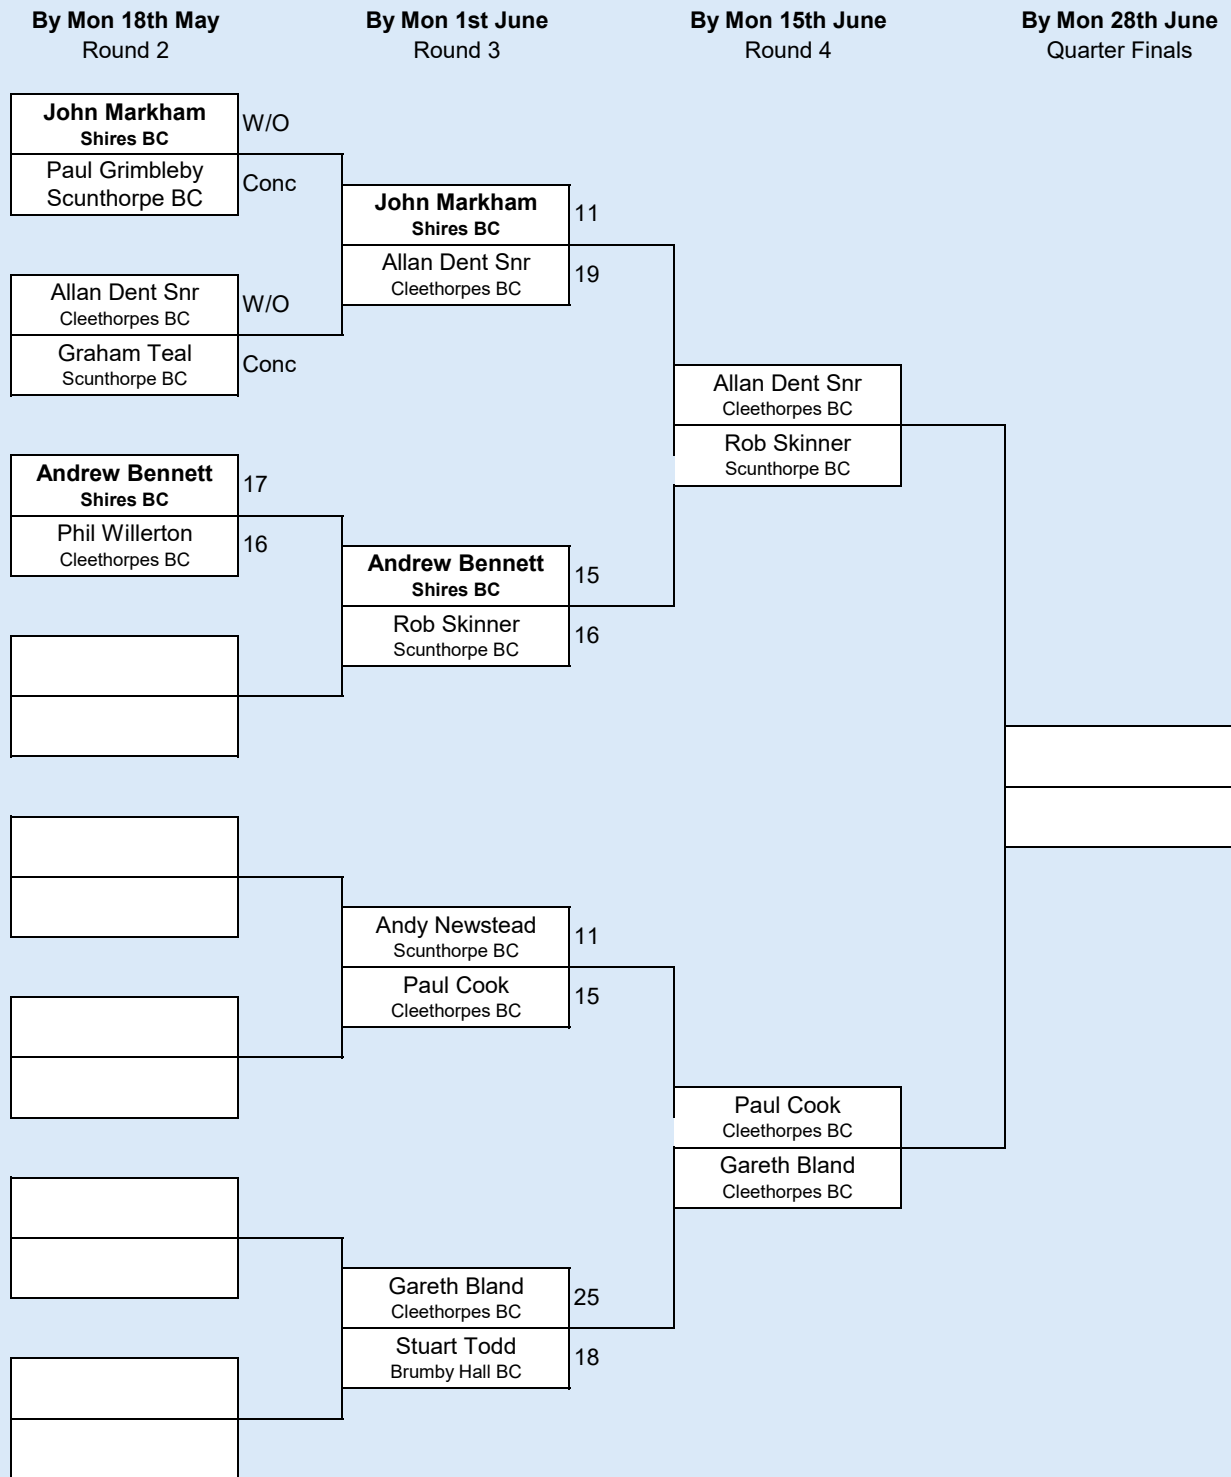 By Mon 18th May
Round 2
By Mon 1st June
Round 3
By Mon 15th June
Round 4
By Mon 28th June
Quarter Finals
John Markham
Shires BC
W/O
Paul Grimbleby
Scunthorpe BC
Conc
Allan Dent Snr
Cleethorpes BC
W/O
Graham Teal
Scunthorpe BC
Conc
Andrew Bennett
Shires BC
17
Phil Willerton
Cleethorpes BC
16
John Markham
Shires BC
11
Allan Dent Snr
Cleethorpes BC
19
Andrew Bennett
Shires BC
15
Rob Skinner
Scunthorpe BC
16
Andy Newstead
Scunthorpe BC
11
Paul Cook
Cleethorpes BC
15
Gareth Bland
Cleethorpes BC
25
Stuart Todd
Brumby Hall BC
18
Allan Dent Snr
Cleethorpes BC
Rob Skinner
Scunthorpe BC
Paul Cook
Cleethorpes BC
Gareth Bland
Cleethorpes BC